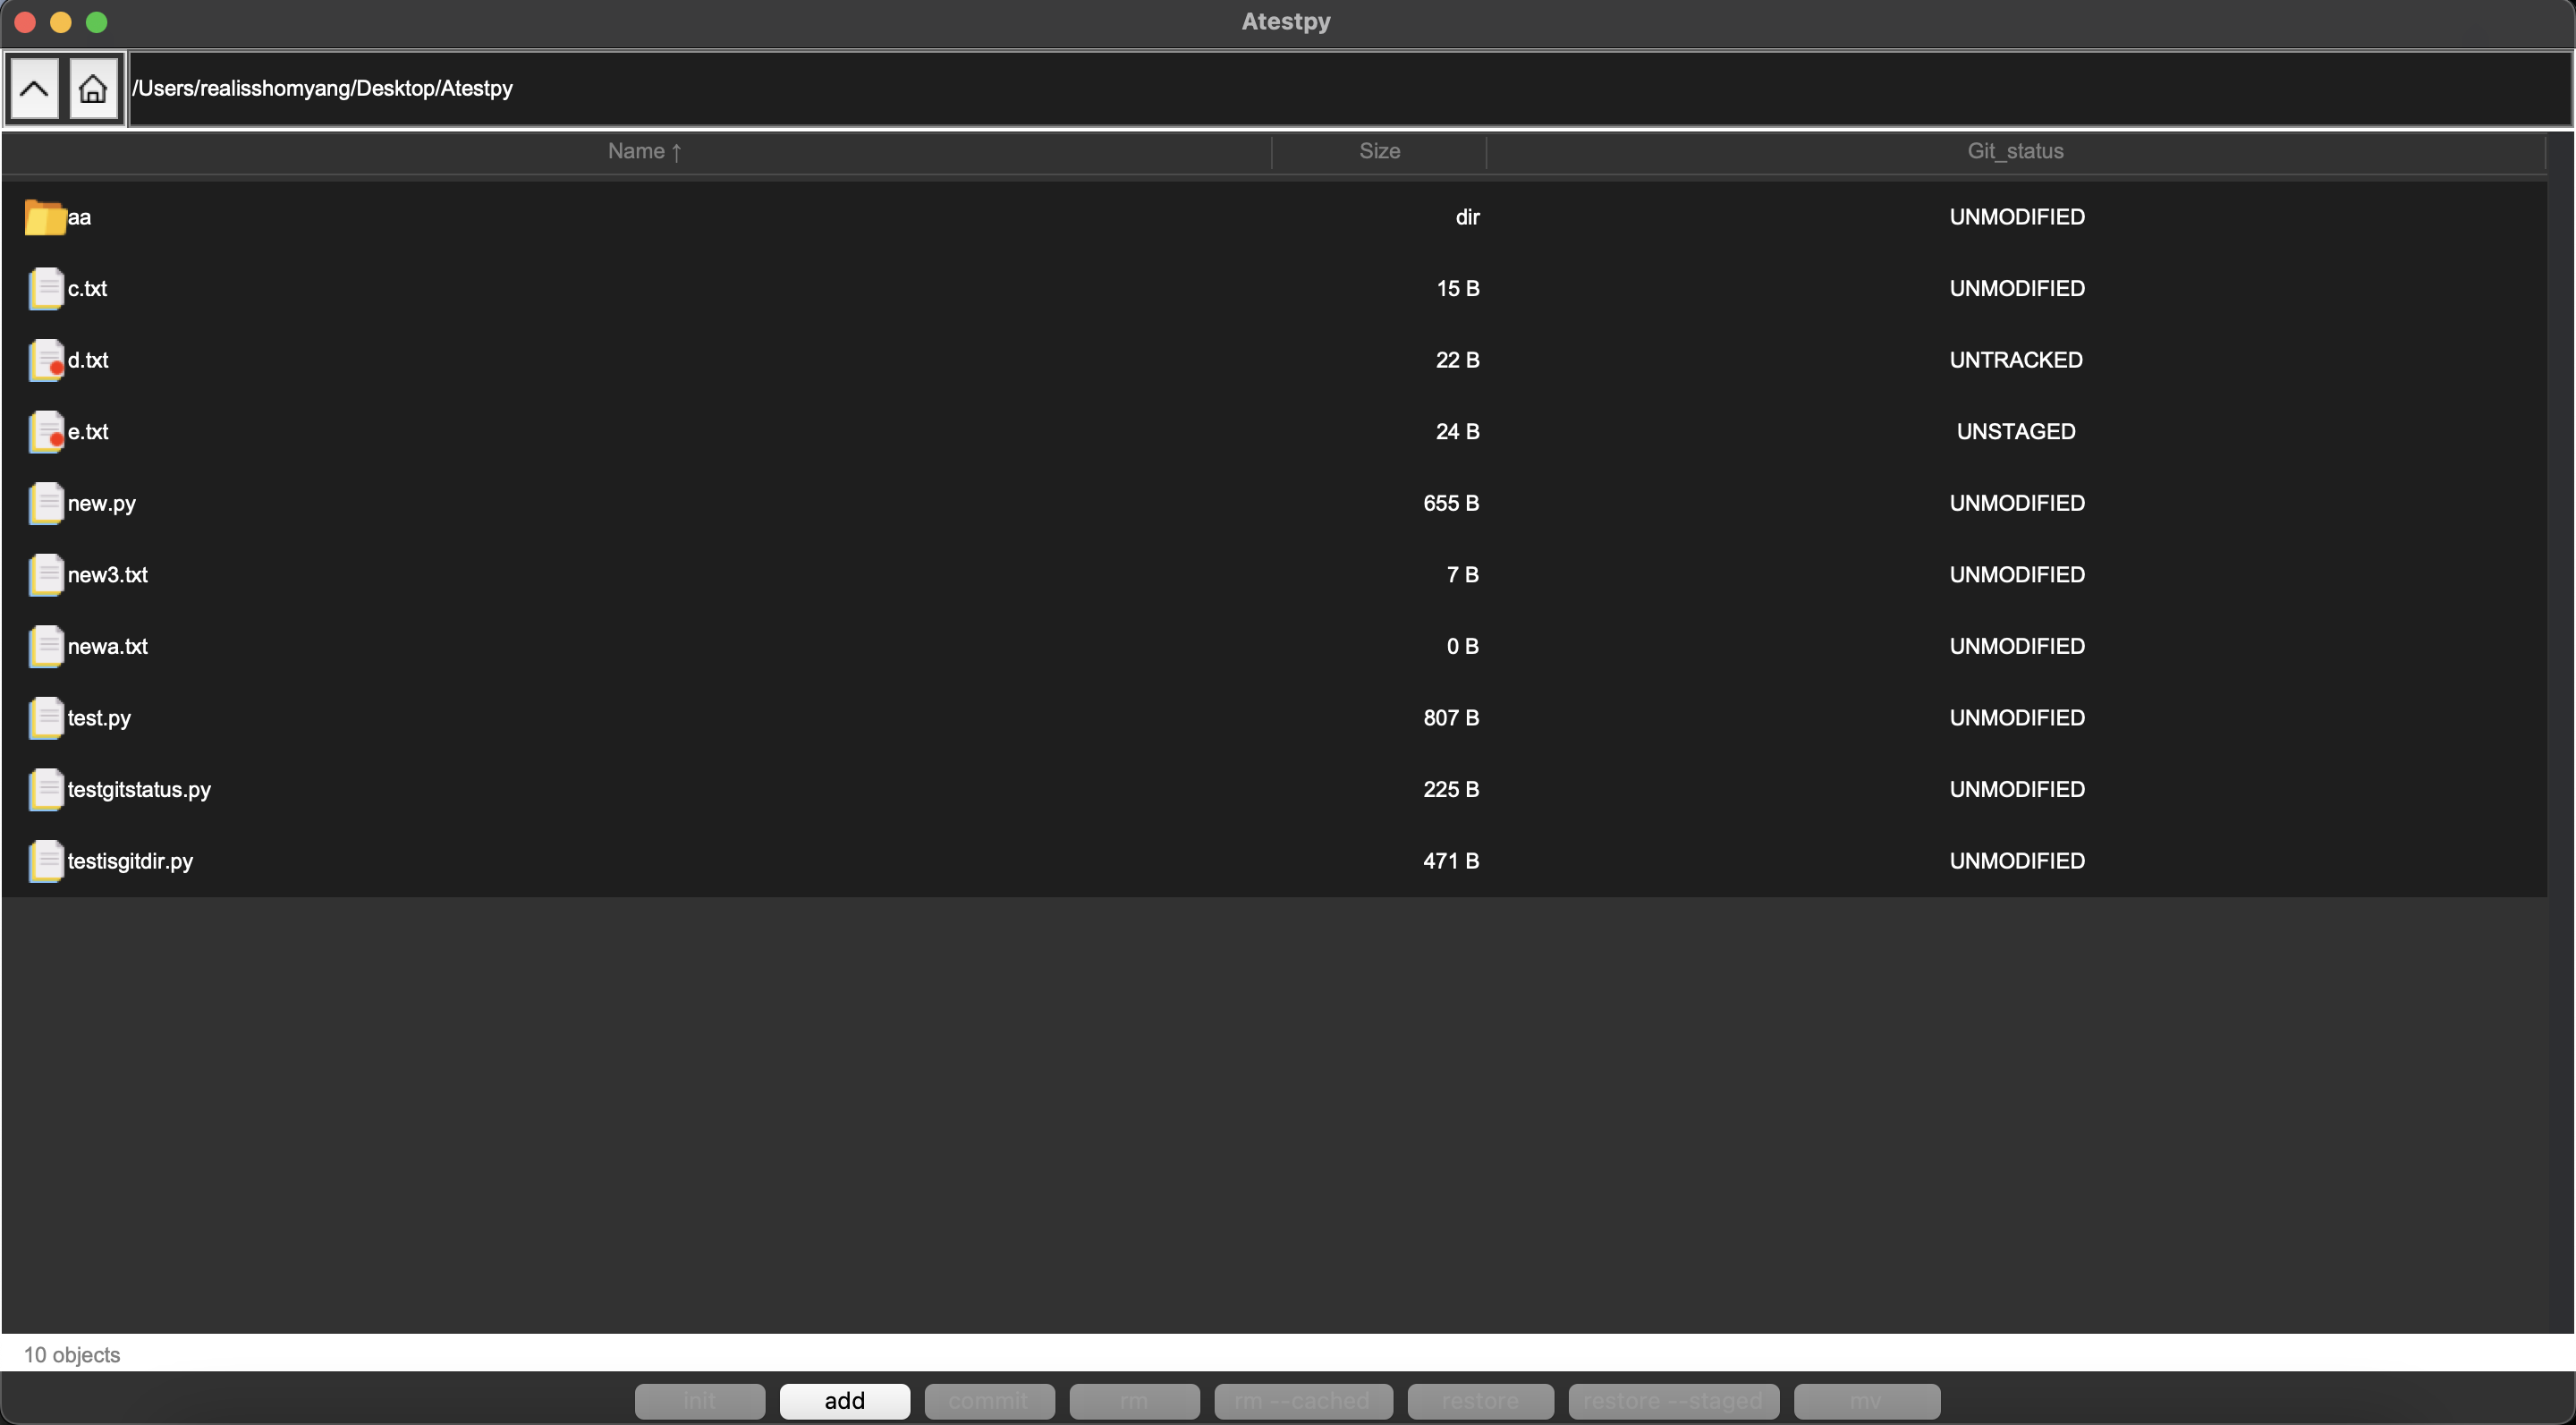 Atestpy
/Users/realisshomyang/Desktop/Atestpy
Name ↑ Size Git_status
aa dir UNMODIFIED
c.txt 15 B UNMODIFIED
d.txt 22 B UNTRACKED
e.txt 24 B UNSTAGED
new.py 655 B UNMODIFIED
new3.txt 7 B UNMODIFIED
newa.txt 0 B UNMODIFIED
test.py 807 B UNMODIFIED
testgitstatus.py 225 B UNMODIFIED
testisgitdir.py 471 B UNMODIFIED
10 objects
init add commit rm rm --cached restore restore --staged mv